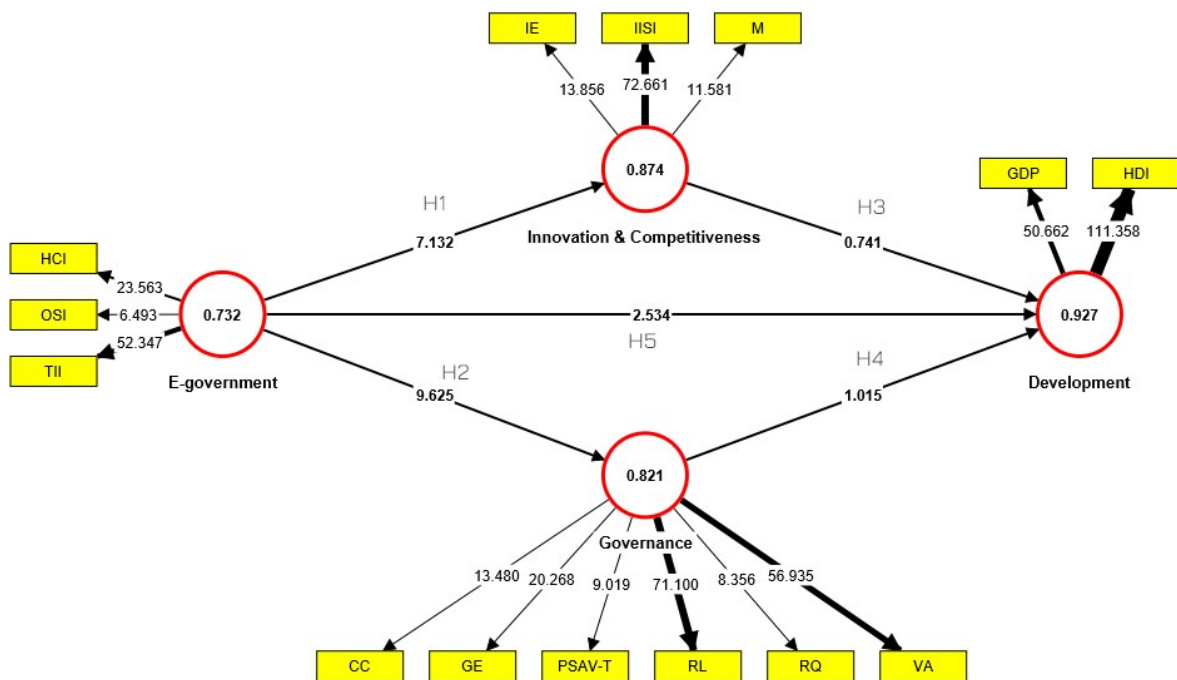 IE
IISI
M
13.856
72.661
11.581
0.874
Innovation & Competitiveness
GDP
HDI
50.662
111.358
H1
7.132
H3
0.741
HCI
OSI
TII
23.563
6.493
52.347
0.732
E-government
2.534
H5
0.927
Development
H2
9.625
H4
1.015
0.821
Governance
13.480
20.268
9.019
71.100
8.356
56.935
CC
GE
PSAV-T
RL
RQ
VA